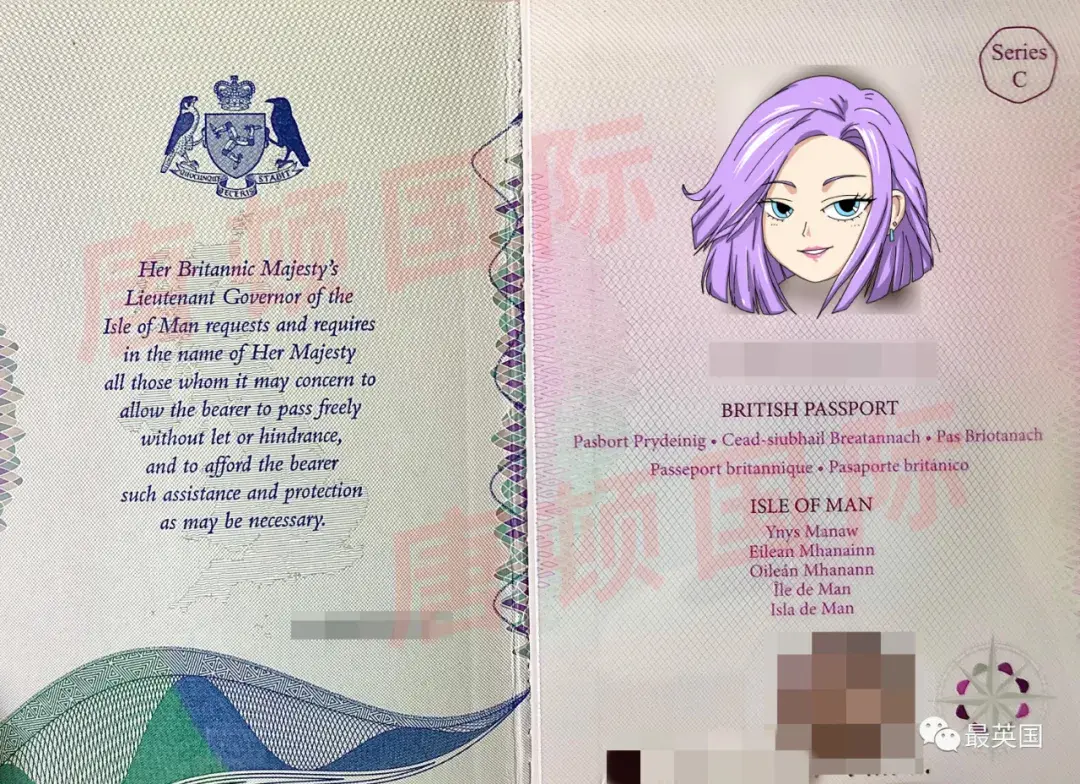 QUOCUNQUE JECERIS STABIT
Her Britannic Majesty's
Lieutenant Governor of the
Isle of Man requests and requires
in the name of Her Majesty
all those whom it may concern to
allow the bearer to pass freely
without let or hindrance,
and to afford the bearer
such assistance and protection
as may be necessary.
Series
C
BRITISH PASSPORT
Pasbort Prydeinig • Cead-siubhail Breatannach • Pas Briotanach
Passeport britannique • Pasaporte británico
ISLE OF MAN
Ynys Manaw
Eilean Mhanainn
Oileán Mhanann
Île de Man
Isla de Man
唐顿国际
唐顿国际
最英国